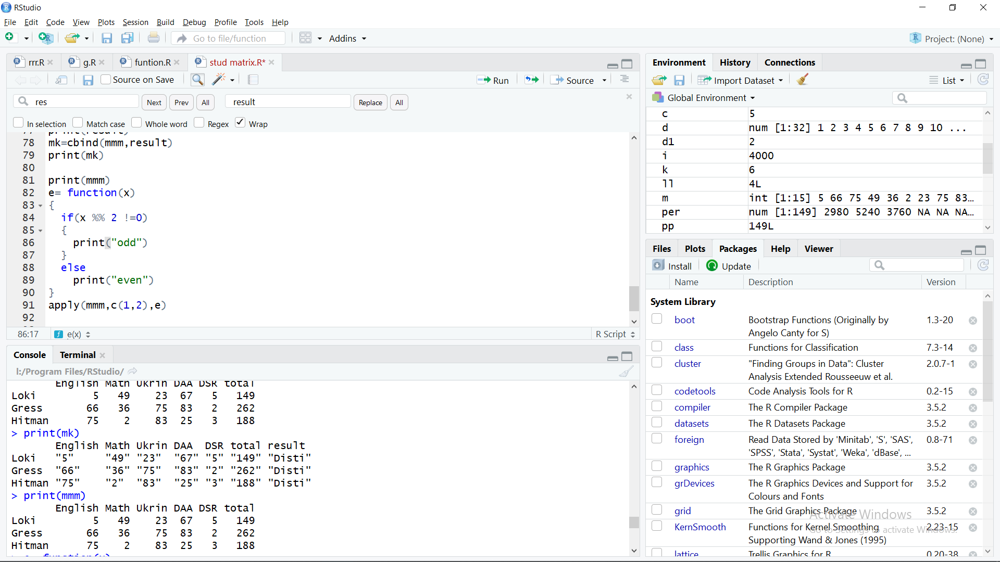 RStudio
File Edit Code View Plots Session Build Debug Profile Tools Help
Go to file/function Addins Project: (None)
rrr.R g.R funtion.R stud matrix.R*
Source on Save Run Source
res Next Prev All result Replace All
In selection Match case Whole word Regex Wrap
78 mk=cbind(mmm,result)
79 print(mk)
80
81 print(mmm)
82 e= function(x)
83 {
84 if(x %% 2 !=0)
85 {
86 print("odd")
87 }
88 else
89 print("even")
90 }
91 apply(mmm,c(1,2),e)
92
86:17 e(x) R Script
Console Terminal
I:/Program Files/RStudio/
English Math Ukrin DAA DSR total
Loki 5 49 23 67 5 149
Gress 66 36 75 83 2 262
Hitman 75 2 83 25 3 188
> print(mk)
English Math Ukrin DAA DSR total result
Loki "5" "49" "23" "67" "5" "149" "Disti"
Gress "66" "36" "75" "83" "2" "262" "Disti"
Hitman "75" "2" "83" "25" "3" "188" "Disti"
> print(mmm)
English Math Ukrin DAA DSR total
Loki 5 49 23 67 5 149
Gress 66 36 75 83 2 262
Hitman 75 2 83 25 3 188
Environment History Connections
Import Dataset List
Global Environment
c 5
d num [1:32] 1 2 3 4 5 6 7 8 9 10 ...
d1 2
i 4000
k 6
ll 4L
m int [1:15] 5 66 75 49 36 2 23 75 83…
per num [1:149] 2980 5240 3760 NA NA NA…
pp 149L
Files Plots Packages Help Viewer
Install Update
Name Description Version
System Library
boot Bootstrap Functions (Originally by 1.3-20
Angelo Canty for S)
class Functions for Classification 7.3-14
cluster "Finding Groups in Data": Cluster 2.0.7-1
Analysis Extended Rousseeuw et al.
codetools Code Analysis Tools for R 0.2-15
compiler The R Compiler Package 3.5.2
datasets The R Datasets Package 3.5.2
foreign Read Data Stored by 'Minitab', 'S', 'SAS', 0.8-71
'SPSS', 'Stata', 'Systat', 'Weka', 'dBase', ...
graphics The R Graphics Package 3.5.2
grDevices The R Graphics Devices and Support for 3.5.2
Colours and Fonts
grid The Grid Graphics Package 3.5.2
Activate Windows
KernSmooth Functions for Kernel Smoothing 2.23-15
Go to Settings to activate Windows.
Supporting Wand & Jones (1995)
lattice Trellis Graphics for R 0.20-38